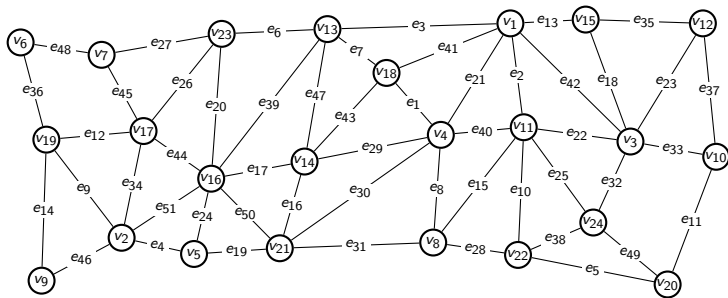 v15 v12
v1 e13 e35
v23 e6 v13 e3
v6 e48 v7 e27
e7 e41
v18
e36 e45 e26 e20 e39 e47 e43 e1 e21 e2 e42 e18 e23 e37
v19 e12 v17 v4 e40 v11 e22 v3 e33 v10
e44 e29
v16 e17 v14
e9 e34 e30 e8 e15 e10 e25 e32
e14 e51 e24 e50 e16 e11
v2 e4 v5 e19 v21 e31 v8 e28 v22 e38 v24
e46 e49
v9 e5 v20